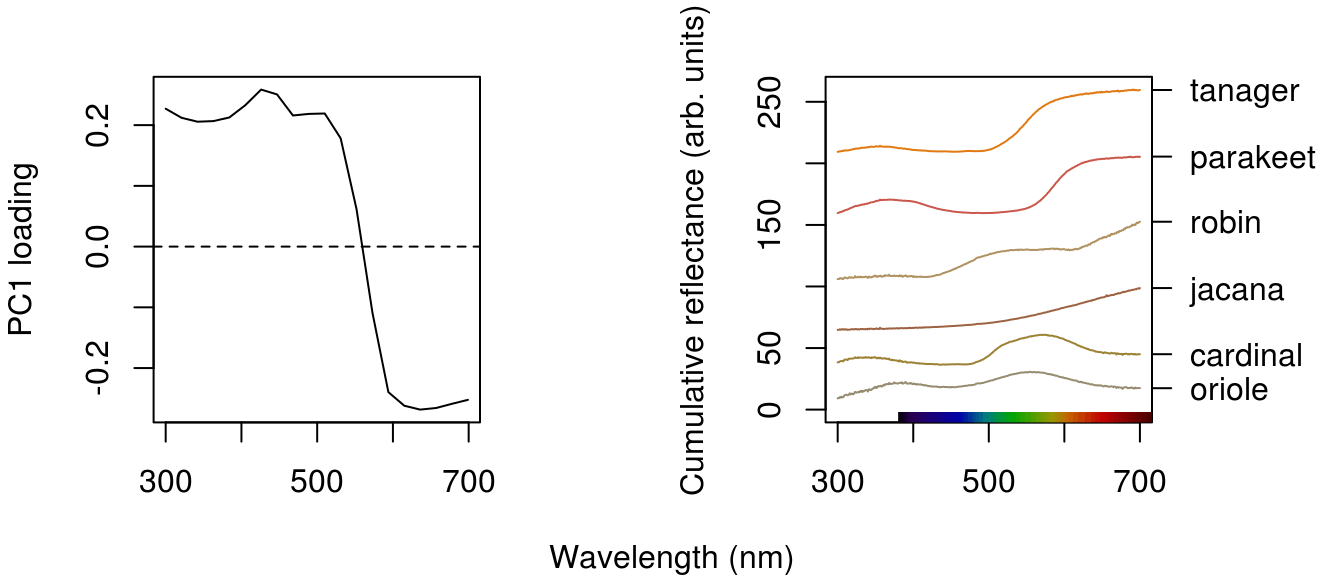 PC1 loading
0.2
0.0
-0.2
300 500 700
Cumulative reflectance (arb. units)
250
150
50
0
300 500 700
tanager
parakeet
robin
jacana
cardinal
oriole
Wavelength (nm)